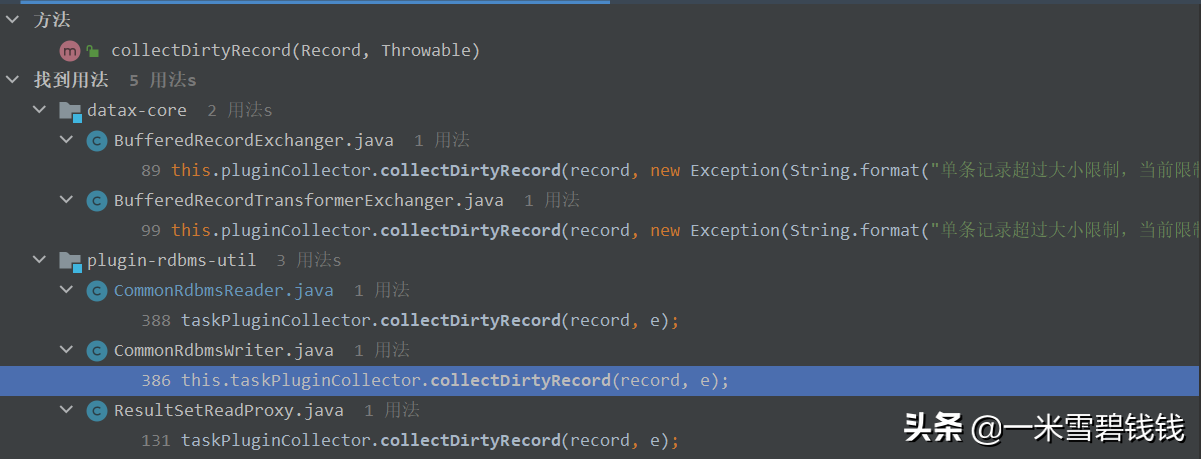 方法
m collectDirtyRecord(Record, Throwable)
找到用法 5 用法s
datax-core 2 用法s
C BufferedRecordExchanger.java 1 用法
89 this.pluginCollector.collectDirtyRecord(record, new Exception(String.format("单条记录超过大小限制，当前限制
C BufferedRecordTransformerExchanger.java 1 用法
99 this.pluginCollector.collectDirtyRecord(record, new Exception(String.format("单条记录超过大小限制，当前限制
plugin-rdbms-util 3 用法s
C CommonRdbmsReader.java 1 用法
388 taskPluginCollector.collectDirtyRecord(record, e);
C CommonRdbmsWriter.java 1 用法
386 this.taskPluginCollector.collectDirtyRecord(record, e);
C ResultSetReadProxy.java 1 用法
131 taskPluginCollector.collectDirtyRecord(record, e);
头条 @一米雪碧钱钱